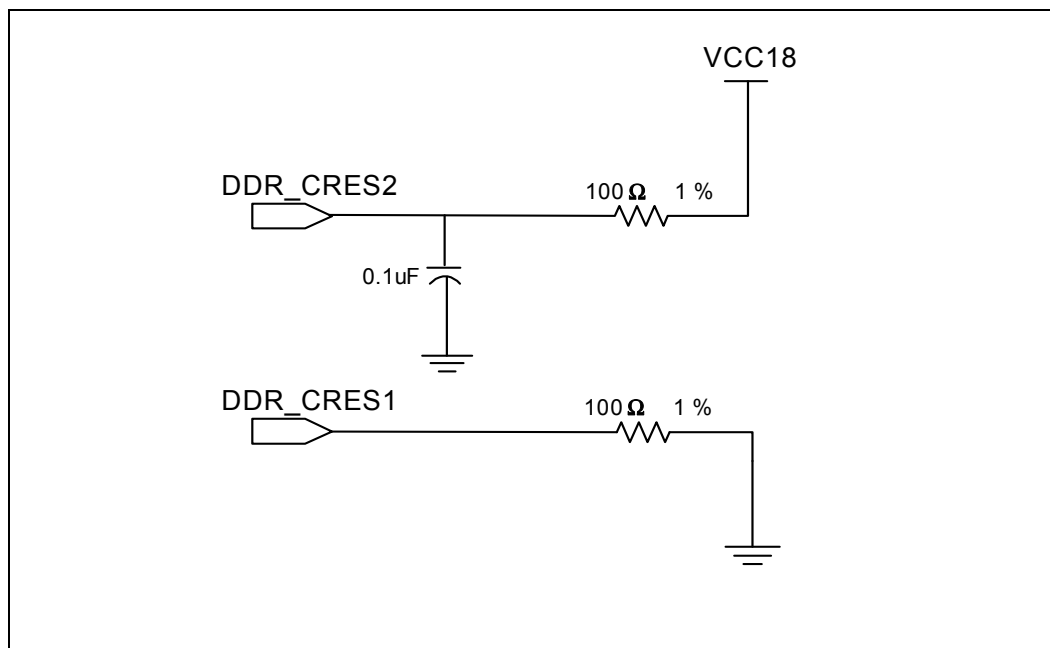 VCC18
DDR_CRES2
100Ω 1 %
0.1uF
DDR_CRES1
100Ω 1 %